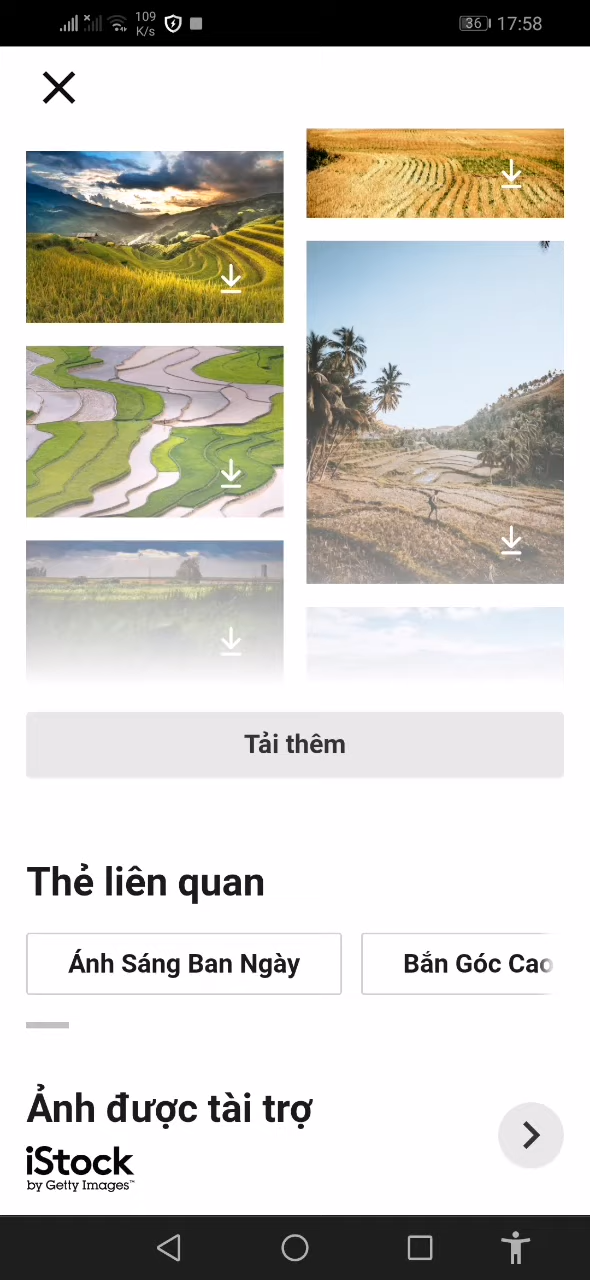 109
K/s
36
17:58
Tải thêm
Thẻ liên quan
Ánh Sáng Ban Ngày
Bắn Góc Cao
Ảnh được tài trợ
iStock
by Getty Images™